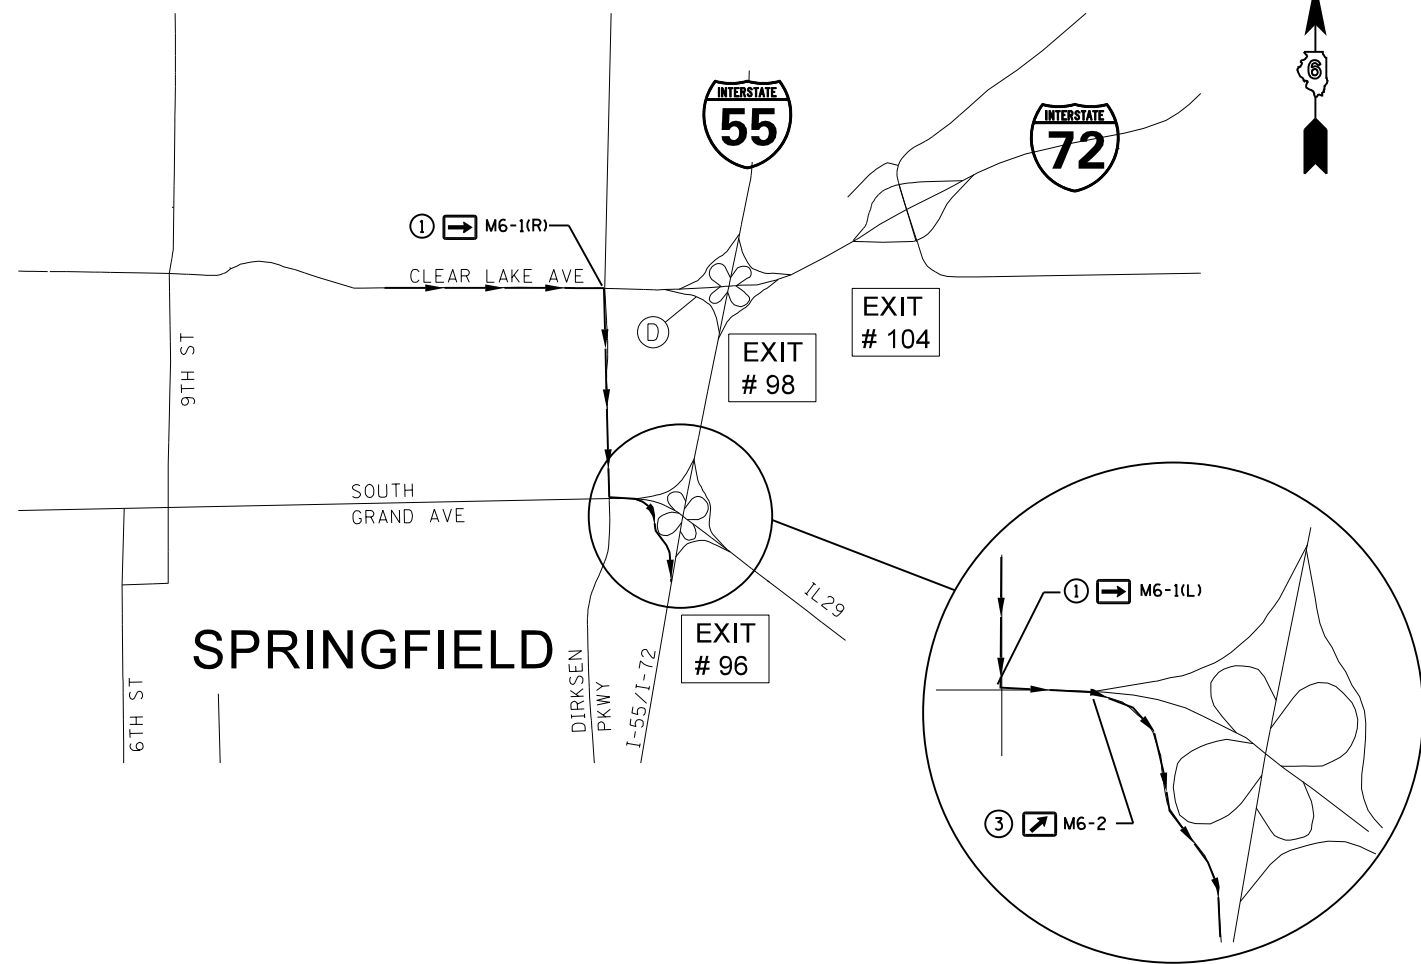 6
INTERSTATE
55
INTERSTATE
72
1 M6-1(R)
CLEAR LAKE AVE
EXIT
# 104
D
9TH ST
EXIT
# 98
SOUTH
GRAND AVE
IL29
1 M6-1(L)
SPRINGFIELD
EXIT
# 96
6TH ST
DIRKSEN
PKWY
I-55/I-72
3 M6-2